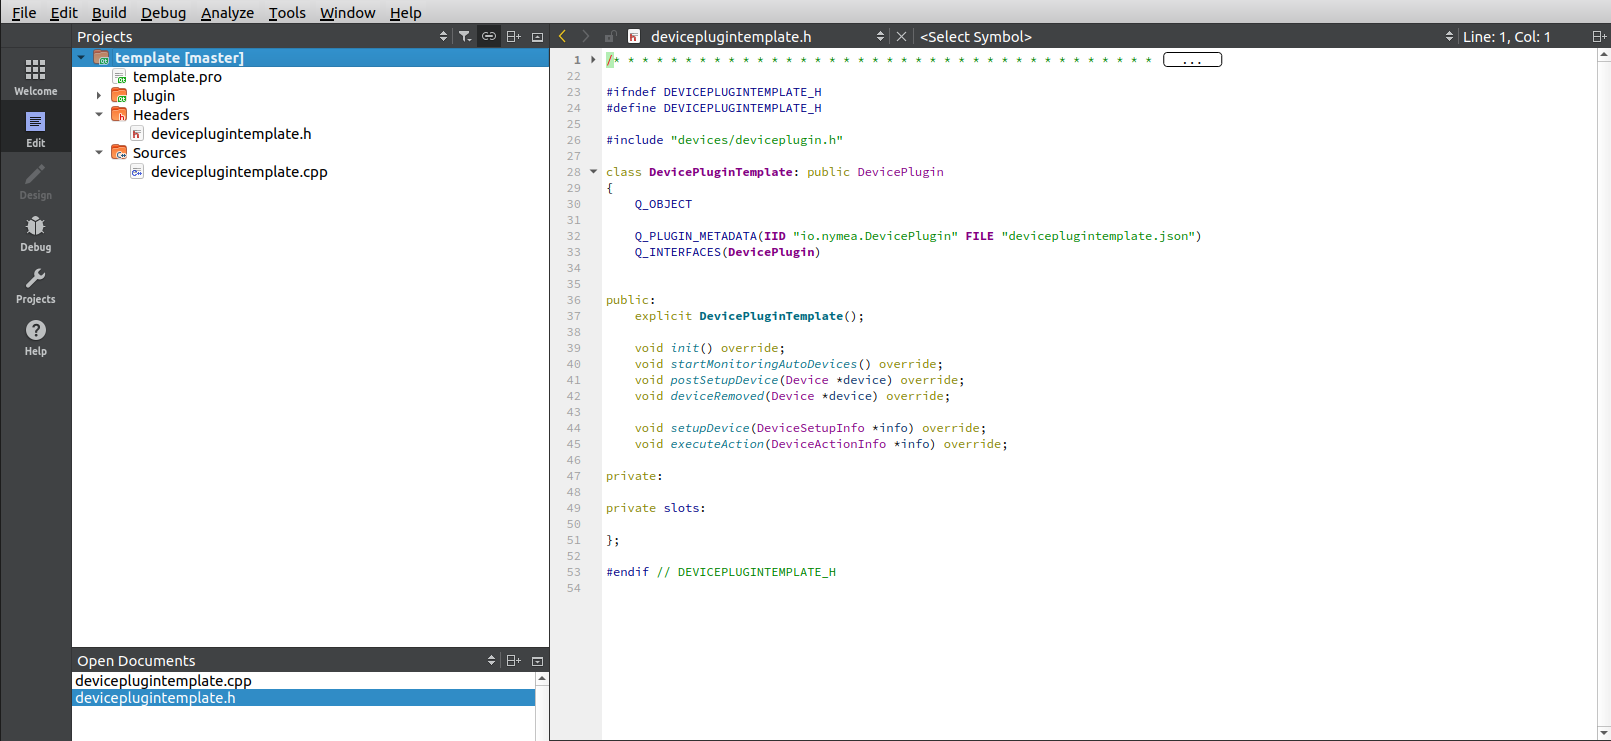 File Edit Build Debug Analyze Tools Window Help
Projects
deviceplugintemplate.h
<Select Symbol>
Line: 1, Col: 1
Welcome
Edit
Design
Debug
Projects
Help
template [master]
template.pro
plugin
Headers
deviceplugintemplate.h
Sources
deviceplugintemplate.cpp
Open Documents
deviceplugintemplate.cpp
deviceplugintemplate.h
1 /* * * * * * * * * * * * * * * * * * * * * * * * * * * * * * * * * * * * * * ...
22
23 #ifndef DEVICEPLUGINTEMPLATE_H
24 #define DEVICEPLUGINTEMPLATE_H
25
26 #include "devices/deviceplugin.h"
27
28 class DevicePluginTemplate: public DevicePlugin
29 {
30     Q_OBJECT
31
32     Q_PLUGIN_METADATA(IID "io.nymea.DevicePlugin" FILE "deviceplugintemplate.json")
33     Q_INTERFACES(DevicePlugin)
34
35
36 public:
37     explicit DevicePluginTemplate();
38
39     void init() override;
40     void startMonitoringAutoDevices() override;
41     void postSetupDevice(Device *device) override;
42     void deviceRemoved(Device *device) override;
43
44     void setupDevice(DeviceSetupInfo *info) override;
45     void executeAction(DeviceActionInfo *info) override;
46
47 private:
48
49 private slots:
50
51 };
52
53 #endif // DEVICEPLUGINTEMPLATE_H
54